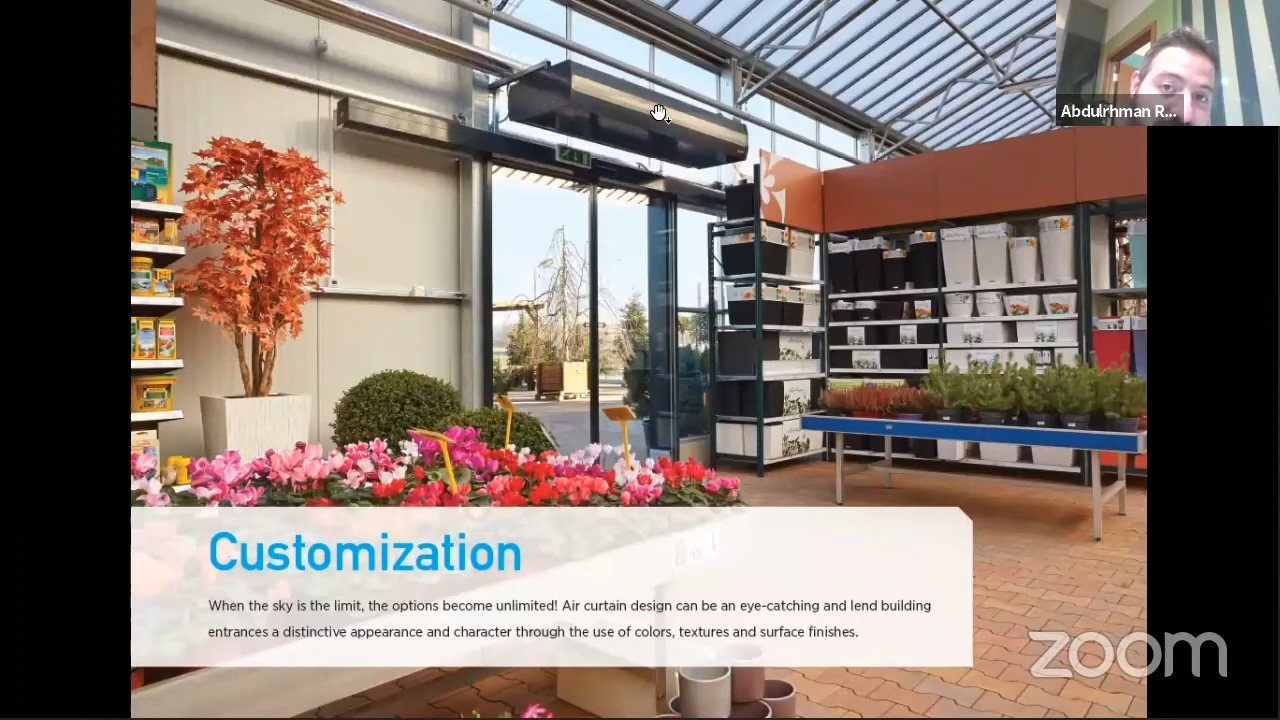 Abdulrhman R...
Customization
When the sky is the limit, the options become unlimited! Air curtain design can be an eye-catching and lend building
entrances a distinctive appearance and character through the use of colors, textures and surface finishes.
zoom